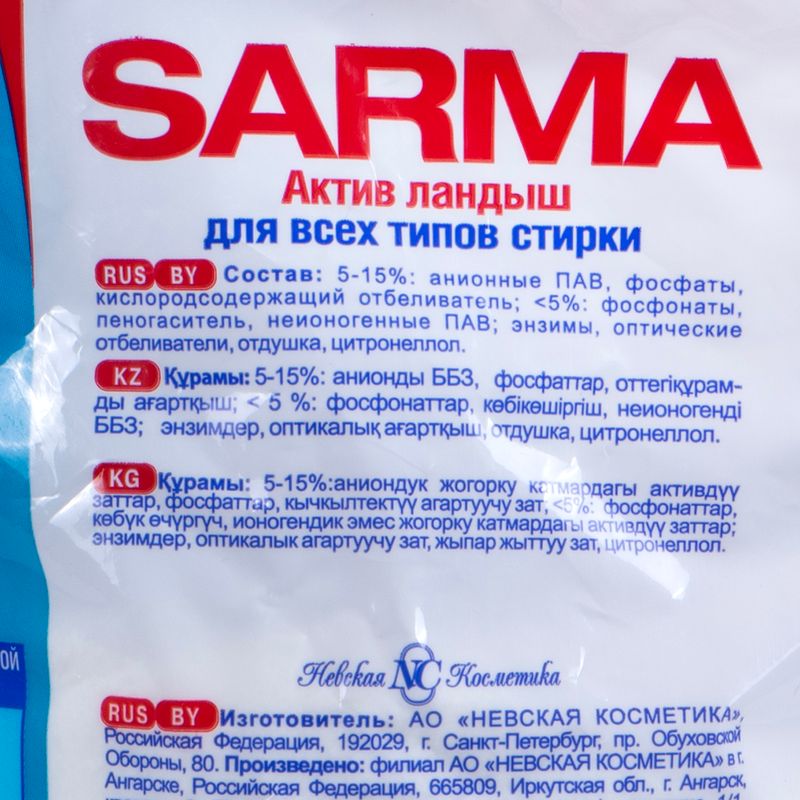 SARMA
Актив ландыш
для всех типов стирки
RUS BY Состав: 5-15%: анионные ПАВ, фосфаты,
кислородсодержащий отбеливатель; <5%: фосфонаты,
пеногаситель, неионогенные ПАВ; энзимы, оптические
отбеливатели, отдушка, цитронеллол.
KZ Құрамы: 5-15%: анионды ББЗ, фосфаттар, оттегіқұрам-
ды ағартқыш; < 5 %: фосфонаттар, көбікөшіргіш, неионогенді
ББЗ; энзимдер, оптикалық ағартқыш, отдушка, цитронеллол.
KG Құрамы: 5-15%:аниондук жогорку катмардагы активдүү
заттар, фосфаттар, кычкылтектүү агартуучу зат, <5%: фосфонаттар,
көбүк өчүргүч, ионогендик эмес жогорку катмардагы активдүү заттар;
энзимдер, оптикалык агартуучу зат, жыпар жыттуу зат, цитронеллол.
ОЙ
Невская NC Косметика
RUS BY Изготовитель: АО «НЕВСКАЯ КОСМЕТИКА»,
Российская Федерация, 192029, г. Санкт-Петербург, пр. Обуховской
Обороны, 80. Произведено: филиал АО «НЕВСКАЯ КОСМЕТИКА» в г.
Ангарске, Российская Федерация, 665809, Иркутская обл., г. Ангарск,